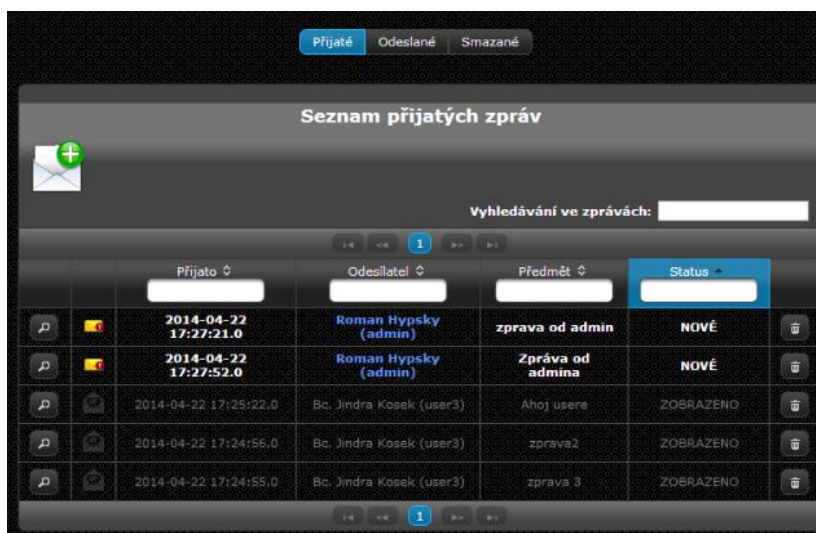 Přijaté Odeslané Smazané
Seznam přijatých zpráv
Vyhledávání ve zprávách:
1
Přijato Odesílatel Předmět Status
2014-04-22 17:27:21.0 Roman Hypsky (admin) zprava od admin NOVÉ
2014-04-22 17:27:52.0 Roman Hypsky (admin) Zpráva od admina NOVÉ
2014-04-22 17:25:22.0 Bc. Jindra Kosek (user3) Ahoj usere ZOBRAZENO
2014-04-22 17:24:56.0 Bc. Jindra Kosek (user3) zprava2 ZOBRAZENO
2014-04-22 17:24:55.0 Bc. Jindra Kosek (user3) zprava 3 ZOBRAZENO
1